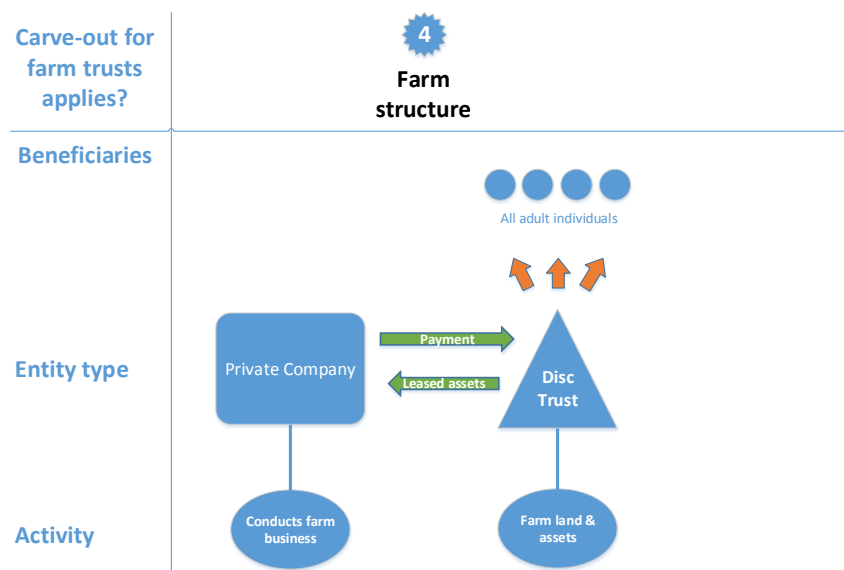 Carve-out for
farm trusts
applies?
4
Farm
structure
Beneficiaries
All adult individuals
Entity type
Private Company
Payment
Leased assets
Disc
Trust
Activity
Conducts farm
business
Farm land &
assets